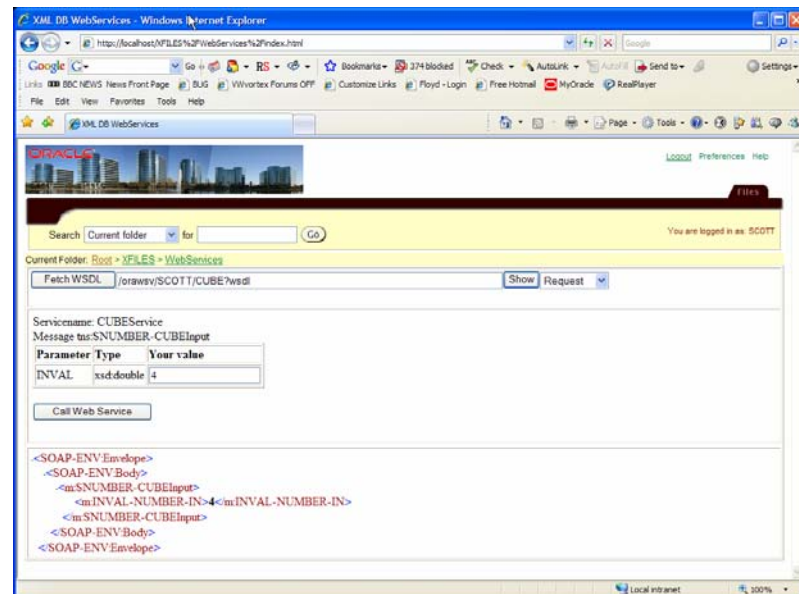 XML DB WebServices - Windows Internet Explorer
http://localhost/XFILES%2FWebServices%2Findex.html
Google
Google G Go RS Bookmarks 374 blocked Check AutoLink AutoFill Send to Settings
Links BBC NEWS News Front Page BUG VWvortex Forums OFF Customize Links Floyd - Login Free Hotmail MyOracle RealPlayer
File Edit View Favorites Tools Help
XML DB WebServices Page Tools
ORACLE
Logout Preferences Help
Files
Search Current folder for Go You are logged in as: SCOTT
Current Folder: Root > XFILES > WebServices
Fetch WSDL /orawsv/SCOTT/CUBE?wsdl Show Request
Servicename: CUBEService
Message tns:SNUMBER-CUBEInput
Parameter Type Your value
INVAL xsd:double 4
Call Web Service
<SOAP-ENV:Envelope>
<SOAP-ENV:Body>
<m:SNUMBER-CUBEInput>
<m:INVAL-NUMBER-IN>4</m:INVAL-NUMBER-IN>
</m:SNUMBER-CUBEInput>
</SOAP-ENV:Body>
</SOAP-ENV:Envelope>
Local intranet 100%